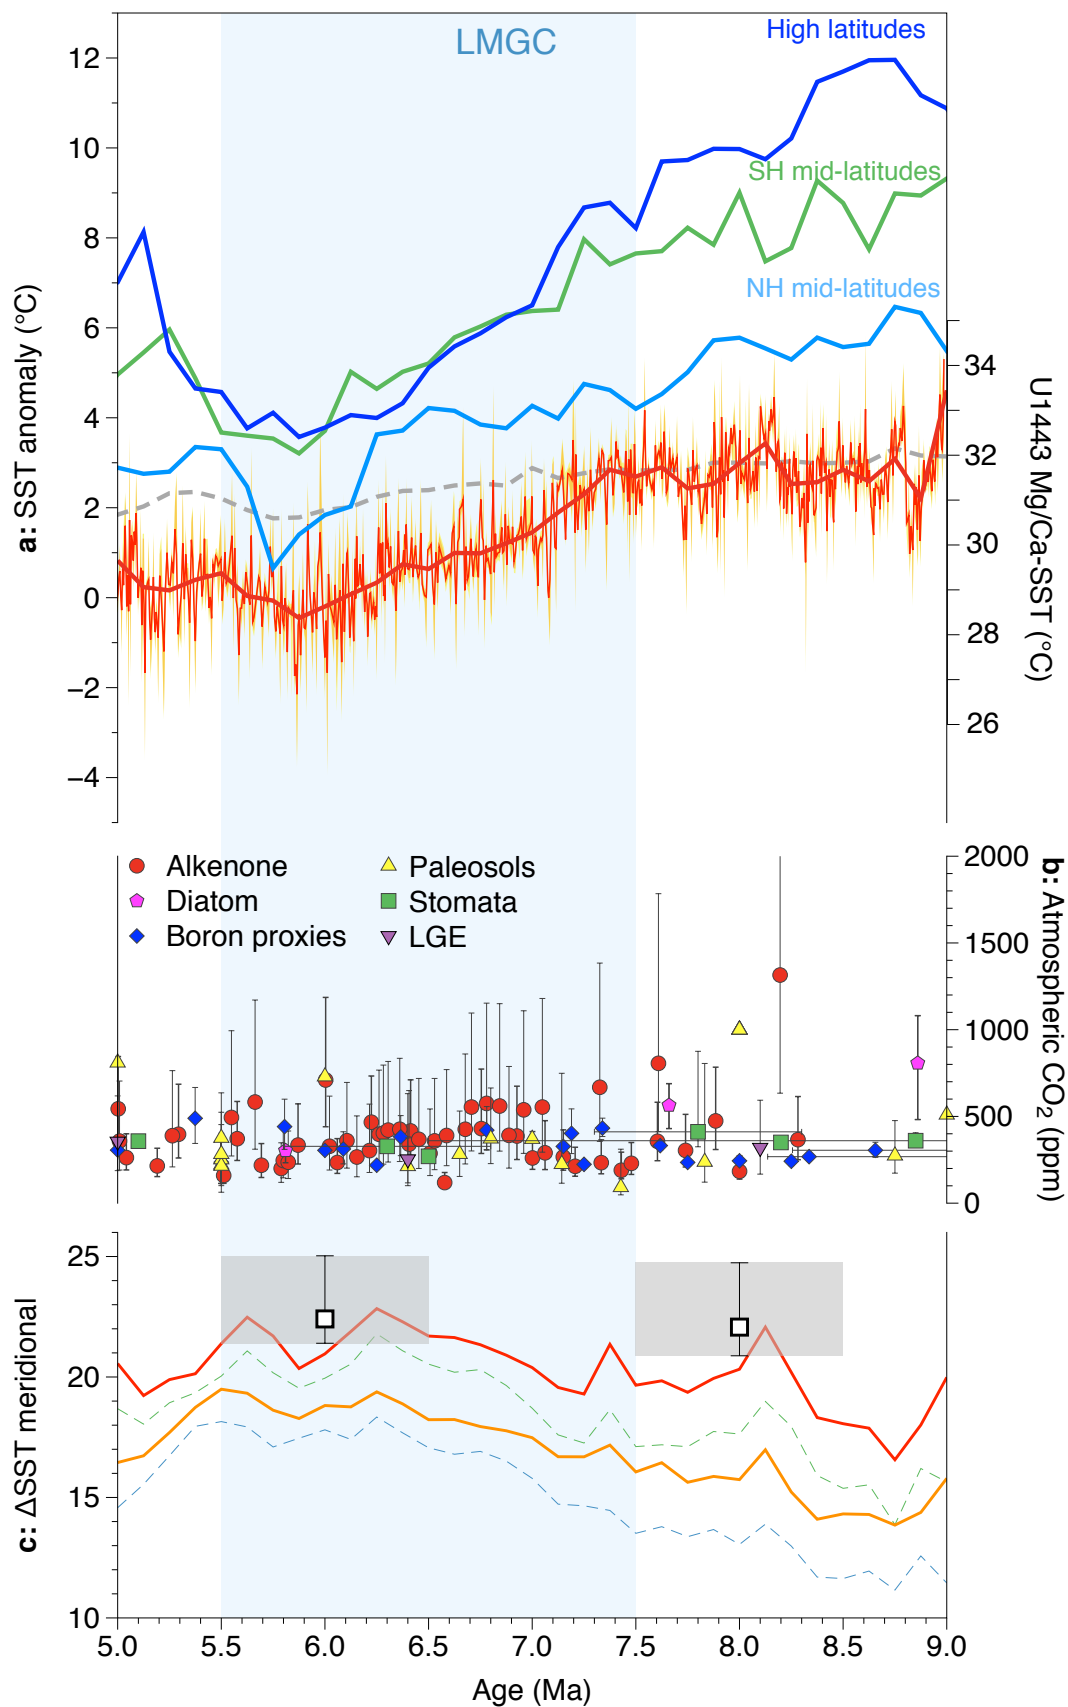 LMGC
High latitudes
SH mid-latitudes
NH mid-latitudes
a: SST anomaly (°C)
12
10
8
6
4
2
0
−2
−4
34
32
30
28
26
U1443 Mg/Ca-SST (°C)
Alkenone
Diatom
Boron proxies
Paleosols
Stomata
LGE
2000
1500
1000
500
0
b: Atmospheric CO2 (ppm)
c: ΔSST meridional
25
20
15
10
5.0 5.5 6.0 6.5 7.0 7.5 8.0 8.5 9.0
Age (Ma)